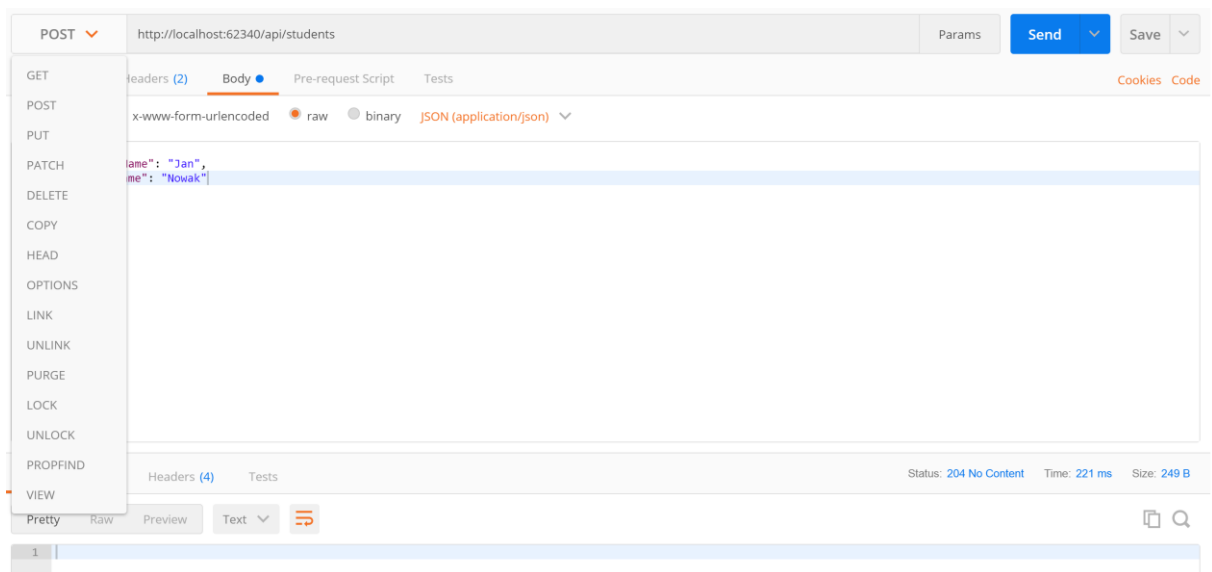 POST http://localhost:62340/api/students Params Send Save
GET
POST
PUT
PATCH
DELETE
COPY
HEAD
OPTIONS
LINK
UNLINK
PURGE
LOCK
UNLOCK
PROPFIND
VIEW
Headers (2) Body Pre-request Script Tests Cookies Code
x-www-form-urlencoded raw binary JSON (application/json)
ame": "Jan",
me": "Nowak"
Headers (4) Tests Status: 204 No Content Time: 221 ms Size: 249 B
Pretty Raw Preview Text
1